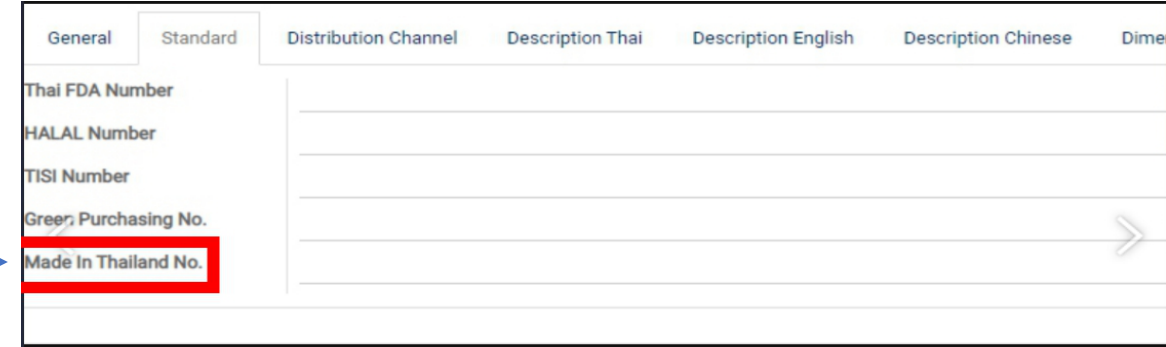 General Standard Distribution Channel Description Thai Description English Description Chinese
Thai FDA Number
HALAL Number
TISI Number
Green Purchasing No.
Made In Thailand No.